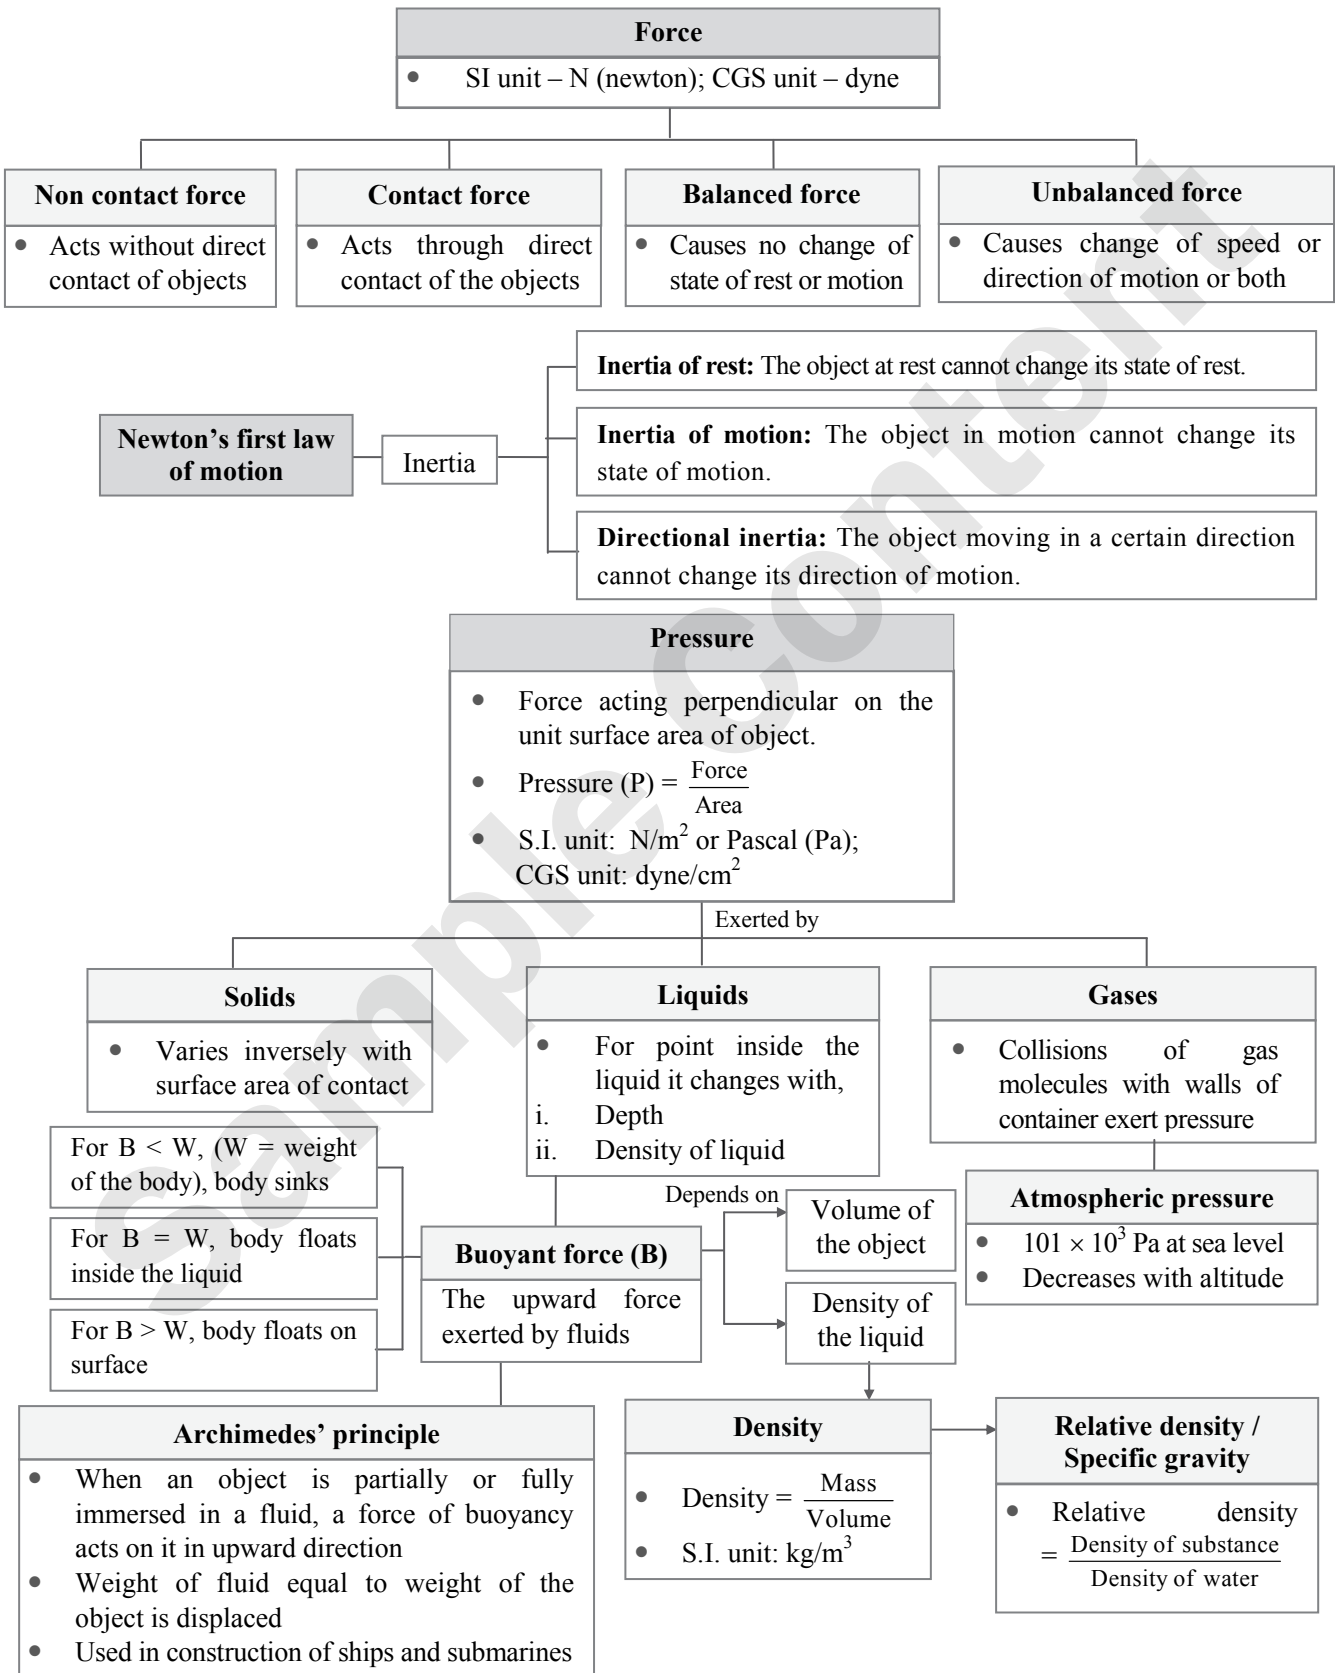 Force
• SI unit – N (newton); CGS unit – dyne
Non contact force
• Acts without direct
contact of objects
Contact force
• Acts through direct
contact of the objects
Balanced force
• Causes no change of
state of rest or motion
Unbalanced force
• Causes change of speed or
direction of motion or both
Newton’s first law
of motion
Inertia
Inertia of rest: The object at rest cannot change its state of rest.
Inertia of motion: The object in motion cannot change its
state of motion.
Directional inertia: The object moving in a certain direction
cannot change its direction of motion.
Pressure
• Force acting perpendicular on the
unit surface area of object.
• Pressure (P) = Force/Area
• S.I. unit: N/m² or Pascal (Pa);
CGS unit: dyne/cm²
Exerted by
Solids
• Varies inversely with
surface area of contact
Liquids
• For point inside the
liquid it changes with,
i. Depth
ii. Density of liquid
Gases
• Collisions of gas
molecules with walls of
container exert pressure
For B < W, (W = weight
of the body), body sinks
For B = W, body floats
inside the liquid
For B > W, body floats on
surface
Buoyant force (B)
The upward force
exerted by fluids
Depends on
Volume of
the object
Density of
the liquid
Atmospheric pressure
• 101 × 10³ Pa at sea level
• Decreases with altitude
Archimedes’ principle
• When an object is partially or fully
immersed in a fluid, a force of buoyancy
acts on it in upward direction
• Weight of fluid equal to weight of the
object is displaced
• Used in construction of ships and submarines
Density
• Density = Mass/Volume
• S.I. unit: kg/m³
Relative density /
Specific gravity
• Relative density
= Density of substance/Density of water
Sample Content